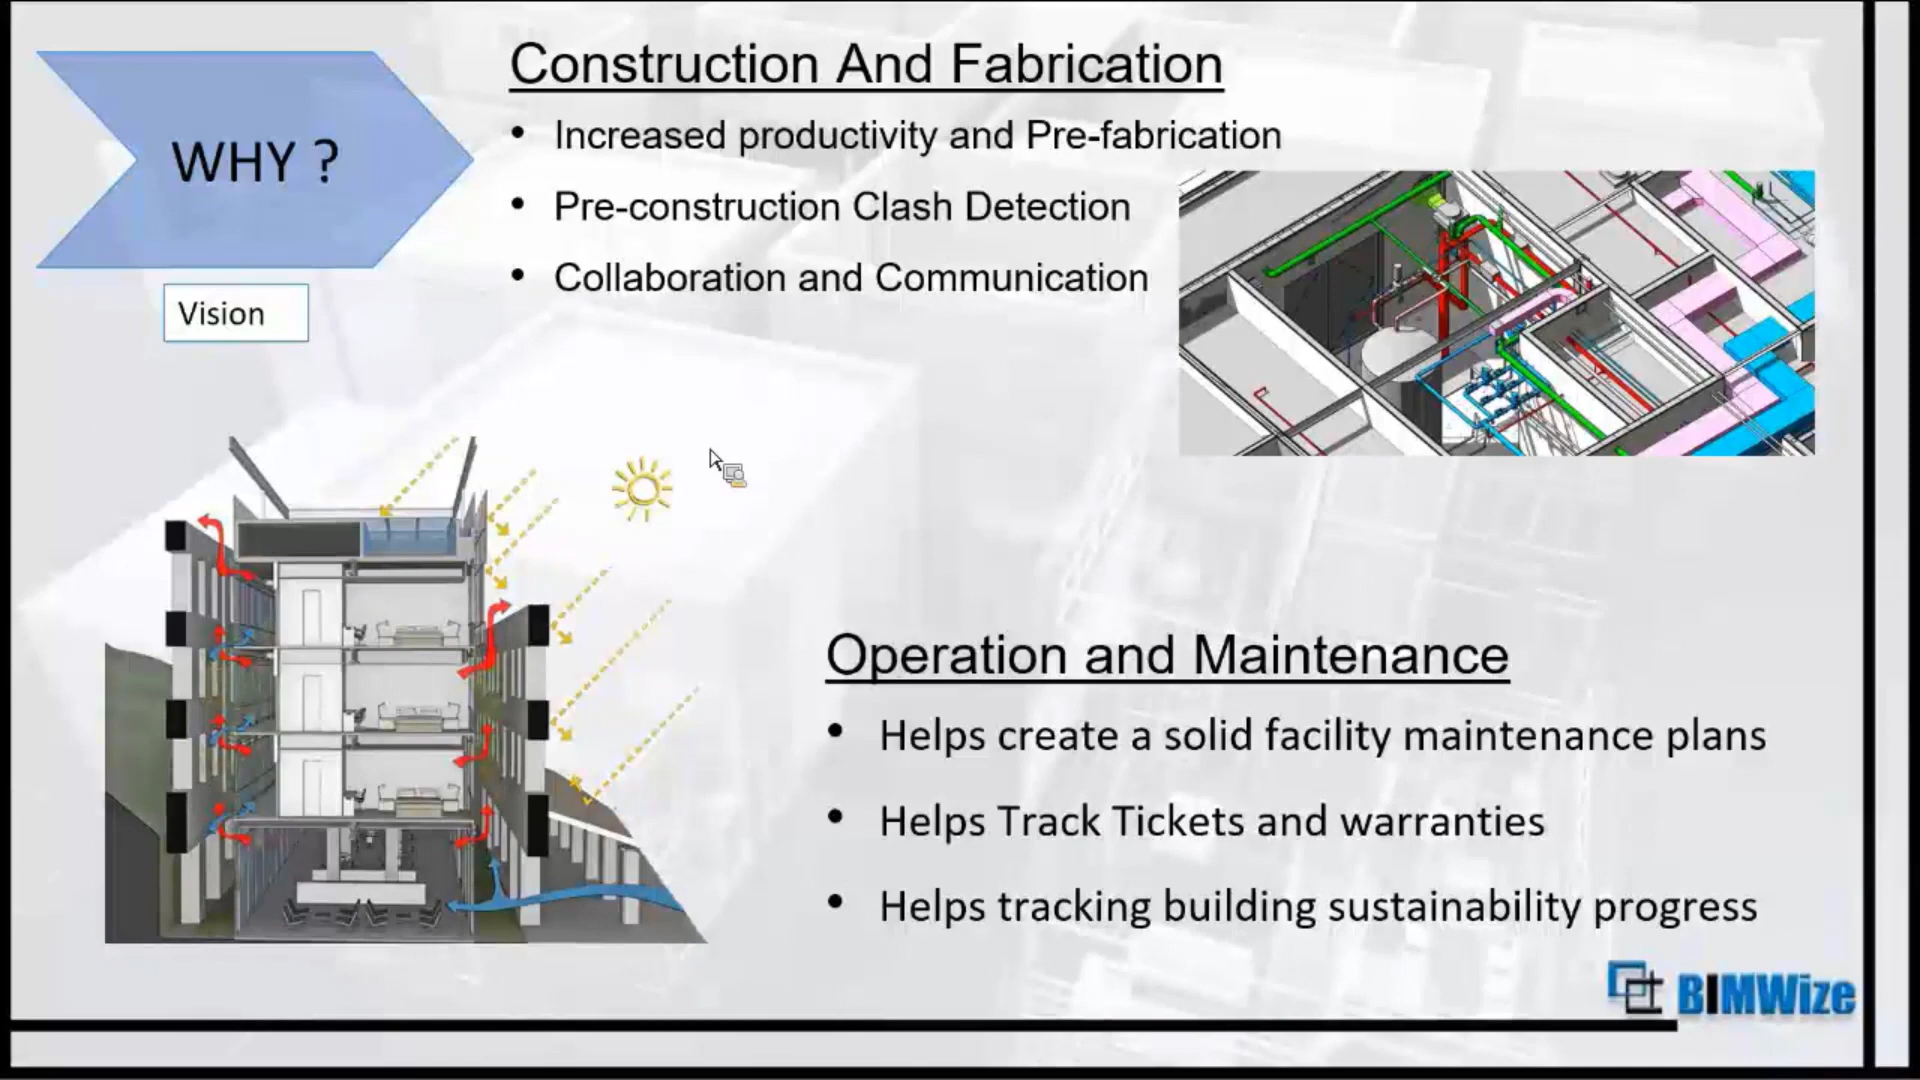 WHY ?
Vision
Construction And Fabrication
• Increased productivity and Pre-fabrication
• Pre-construction Clash Detection
• Collaboration and Communication
Operation and Maintenance
• Helps create a solid facility maintenance plans
• Helps Track Tickets and warranties
• Helps tracking building sustainability progress
BIMWize